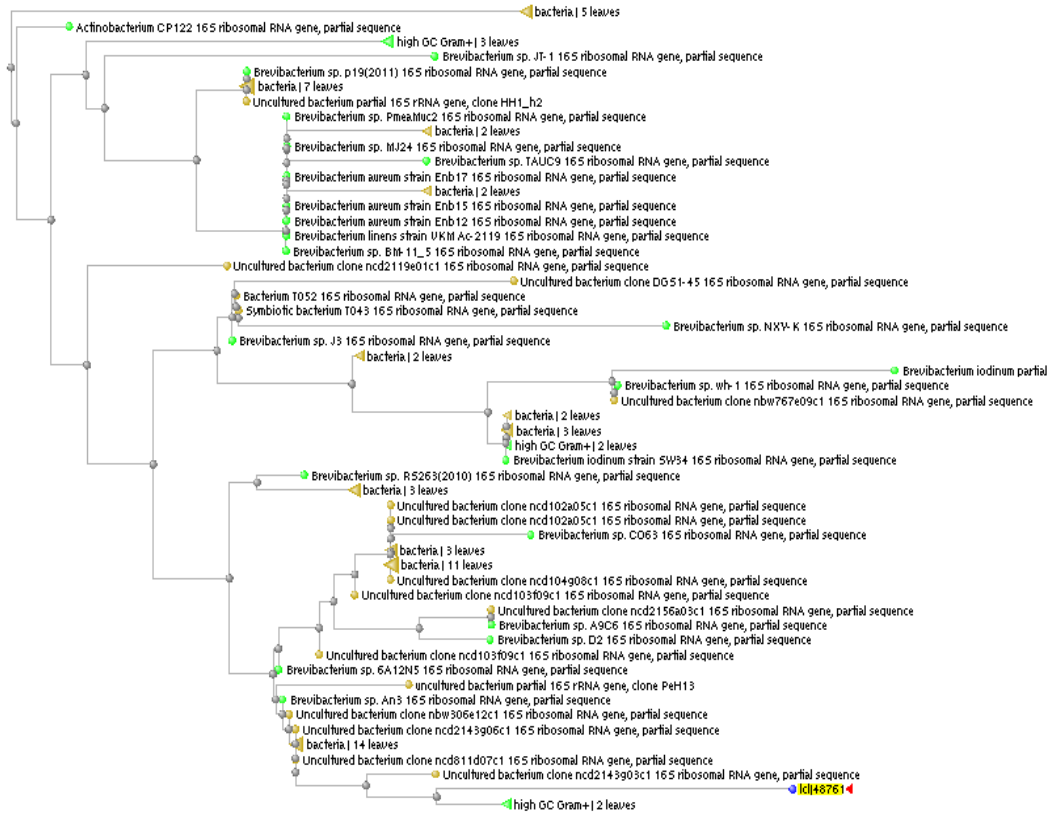 bacteria | 5 leaves
Actinobacterium CP122 16S ribosomal RNA gene, partial sequence
high GC Gram+ | 3 leaves
Brevibacterium sp. JT-1 16S ribosomal RNA gene, partial sequence
Brevibacterium sp. p19(2011) 16S ribosomal RNA gene, partial sequence
bacteria | 7 leaves
Uncultured bacterium partial 16S rRNA gene, clone HH1_h2
Brevibacterium sp. PmeaMuc2 16S ribosomal RNA gene, partial sequence
bacteria | 2 leaves
Brevibacterium sp. MJ24 16S ribosomal RNA gene, partial sequence
Brevibacterium sp. TAUC9 16S ribosomal RNA gene, partial sequence
Brevibacterium aureum strain Enb17 16S ribosomal RNA gene, partial sequence
bacteria | 2 leaves
Brevibacterium aureum strain Enb15 16S ribosomal RNA gene, partial sequence
Brevibacterium aureum strain Enb12 16S ribosomal RNA gene, partial sequence
Brevibacterium linens strain VKM Ac-2119 16S ribosomal RNA gene, partial sequence
Brevibacterium sp. BM-11_5 16S ribosomal RNA gene, partial sequence
Uncultured bacterium clone ncd2119e01c1 16S ribosomal RNA gene, partial sequence
Uncultured bacterium clone DGS1-45 16S ribosomal RNA gene, partial sequence
Bacterium T052 16S ribosomal RNA gene, partial sequence
Symbiotic bacterium T043 16S ribosomal RNA gene, partial sequence
Brevibacterium sp. NXY-K 16S ribosomal RNA gene, partial sequence
Brevibacterium sp. J3 16S ribosomal RNA gene, partial sequence
bacteria | 2 leaves
Brevibacterium iodinum partial
Brevibacterium sp. wh-1 16S ribosomal RNA gene, partial sequence
Uncultured bacterium clone nbw767e09c1 16S ribosomal RNA gene, partial sequence
bacteria | 2 leaves
bacteria | 3 leaves
high GC Gram+ | 2 leaves
Brevibacterium iodinum strain SW34 16S ribosomal RNA gene, partial sequence
Brevibacterium sp. RS263(2010) 16S ribosomal RNA gene, partial sequence
bacteria | 3 leaves
Uncultured bacterium clone ncd102a05c1 16S ribosomal RNA gene, partial sequence
Uncultured bacterium clone ncd102a05c1 16S ribosomal RNA gene, partial sequence
Brevibacterium sp. CO63 16S ribosomal RNA gene, partial sequence
bacteria | 3 leaves
bacteria | 11 leaves
Uncultured bacterium clone ncd104g08c1 16S ribosomal RNA gene, partial sequence
Uncultured bacterium clone ncd103f09c1 16S ribosomal RNA gene, partial sequence
Uncultured bacterium clone ncd2156a03c1 16S ribosomal RNA gene, partial sequence
Brevibacterium sp. A9C6 16S ribosomal RNA gene, partial sequence
Brevibacterium sp. D2 16S ribosomal RNA gene, partial sequence
Uncultured bacterium clone ncd103f09c1 16S ribosomal RNA gene, partial sequence
Brevibacterium sp. 6A12N5 16S ribosomal RNA gene, partial sequence
uncultured bacterium partial 16S rRNA gene, clone PeH13
Brevibacterium sp. An3 16S ribosomal RNA gene, partial sequence
Uncultured bacterium clone nbw306e12c1 16S ribosomal RNA gene, partial sequence
Uncultured bacterium clone ncd2143g06c1 16S ribosomal RNA gene, partial sequence
bacteria | 14 leaves
Uncultured bacterium clone ncd811d07c1 16S ribosomal RNA gene, partial sequence
Uncultured bacterium clone ncd2143g03c1 16S ribosomal RNA gene, partial sequence
lcl|48761
high GC Gram+ | 2 leaves